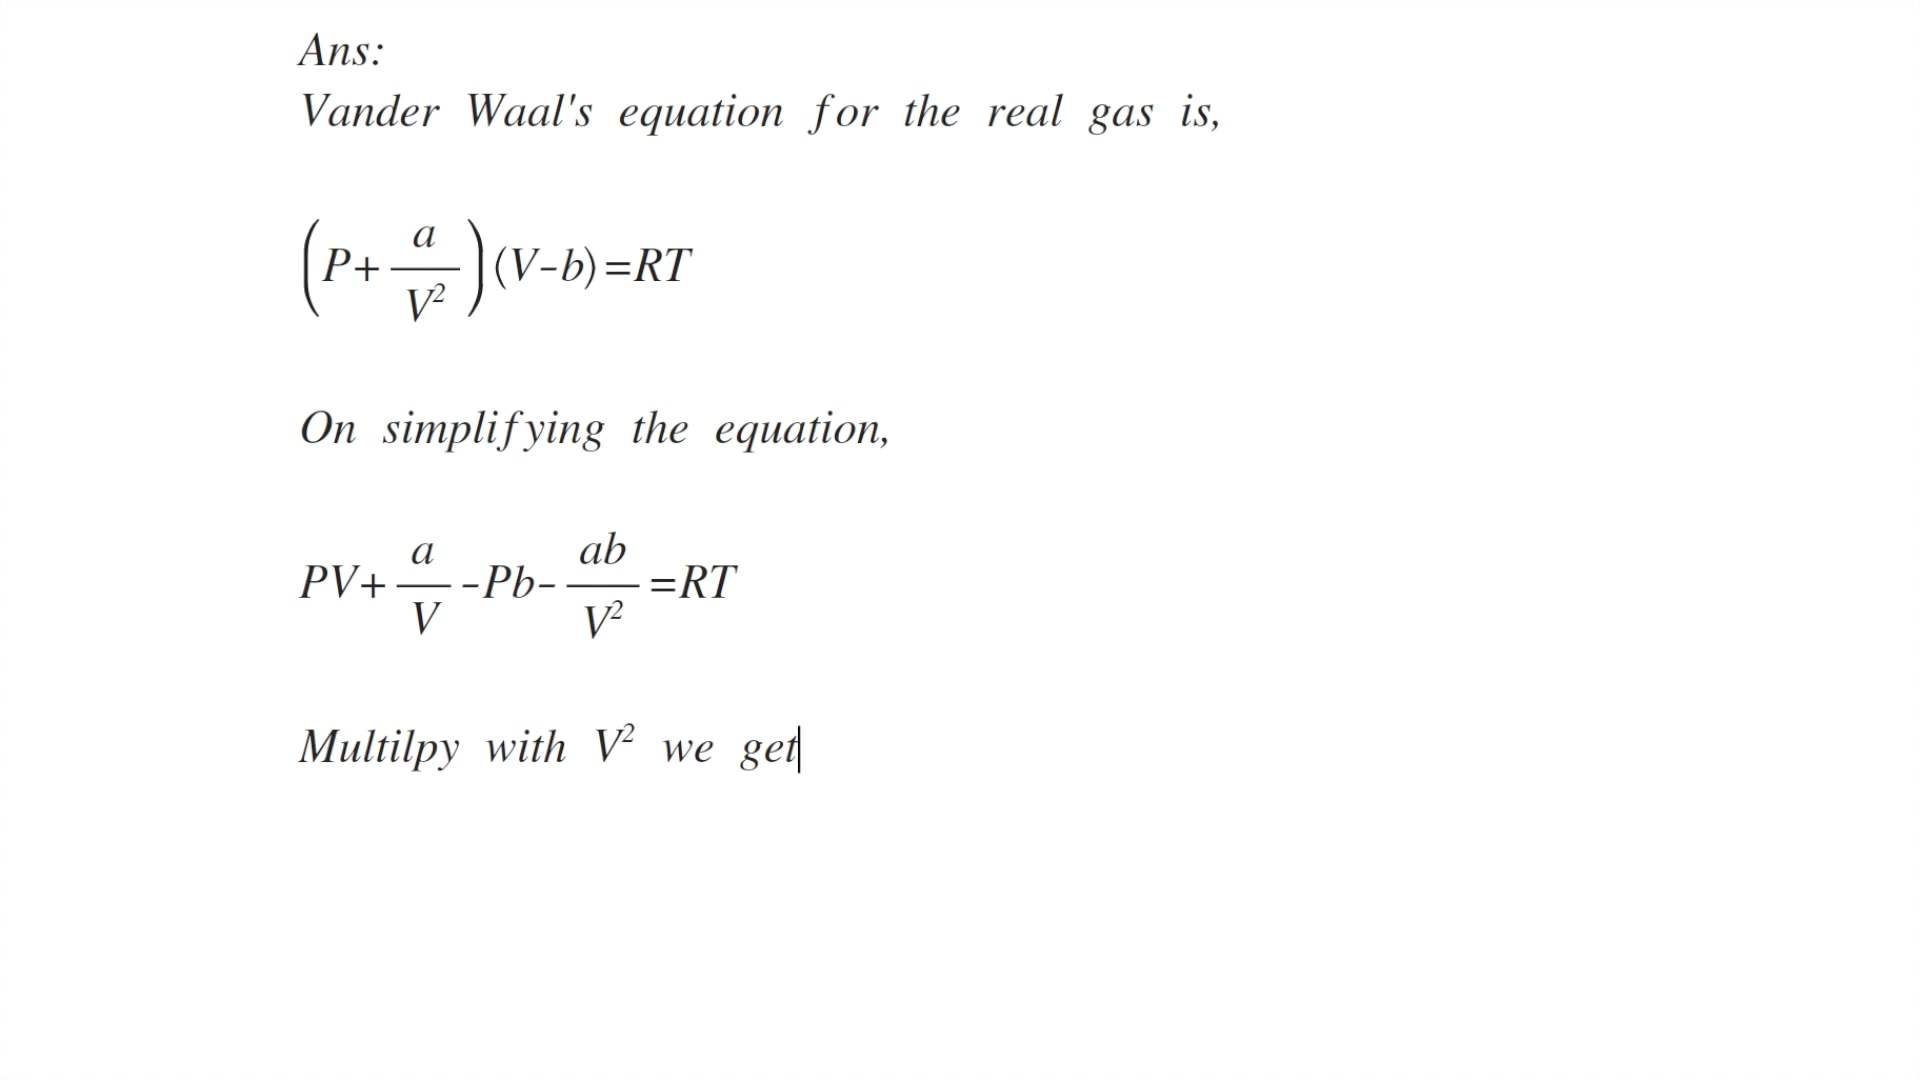 Ans:
Vander Waal's equation for the real gas is,
(P+a/V²)(V-b)=RT
On simplifying the equation,
PV+a/V-Pb-ab/V²=RT
Multilpy with V² we get